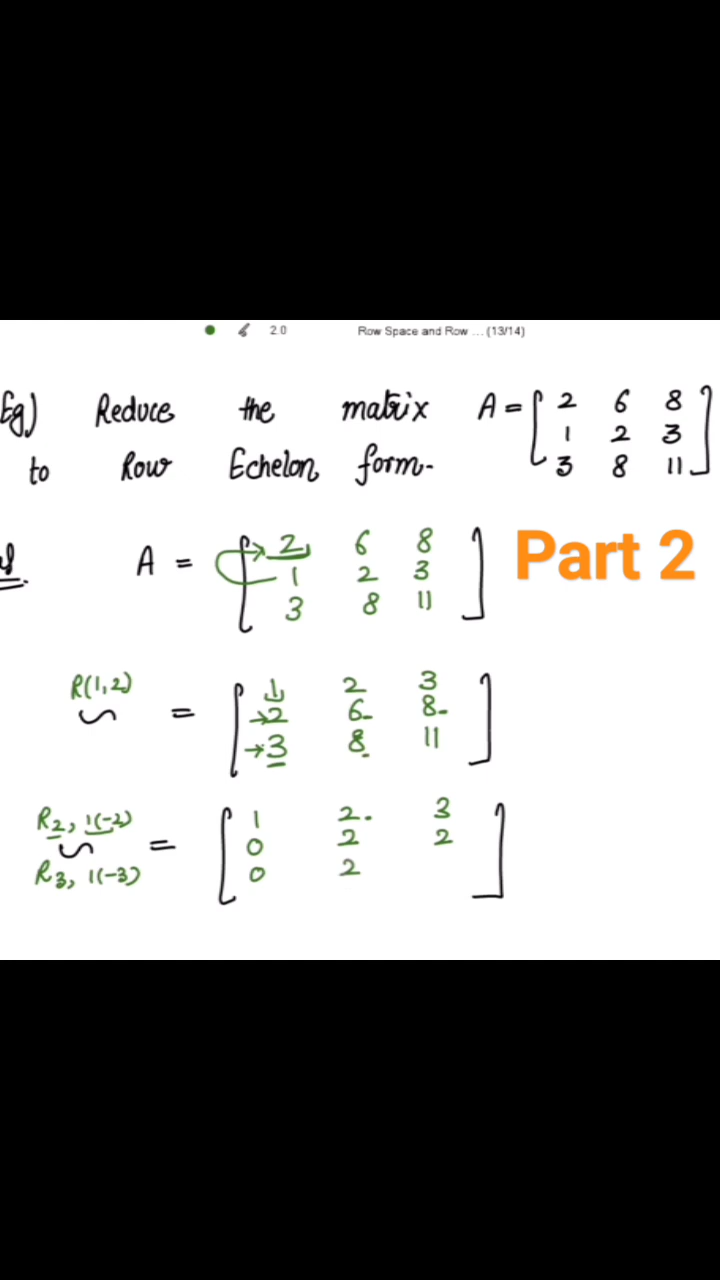 2.0 Row Space and Row ... (13/14)
Eg) Reduce the matrix A = [ 2 6 8
1 2 3
to Row Echelon form. 3 8 11 ]
A = [ 2 6 8 ] Part 2
1 2 3
3 8 11
R(1,2) 1 2 3
~ = [ 2 6 8 ]
3 8 11
R2, 1(-2) 1 2 3
~ = [ 0 2 2 ]
R3, 1(-3) 0 2